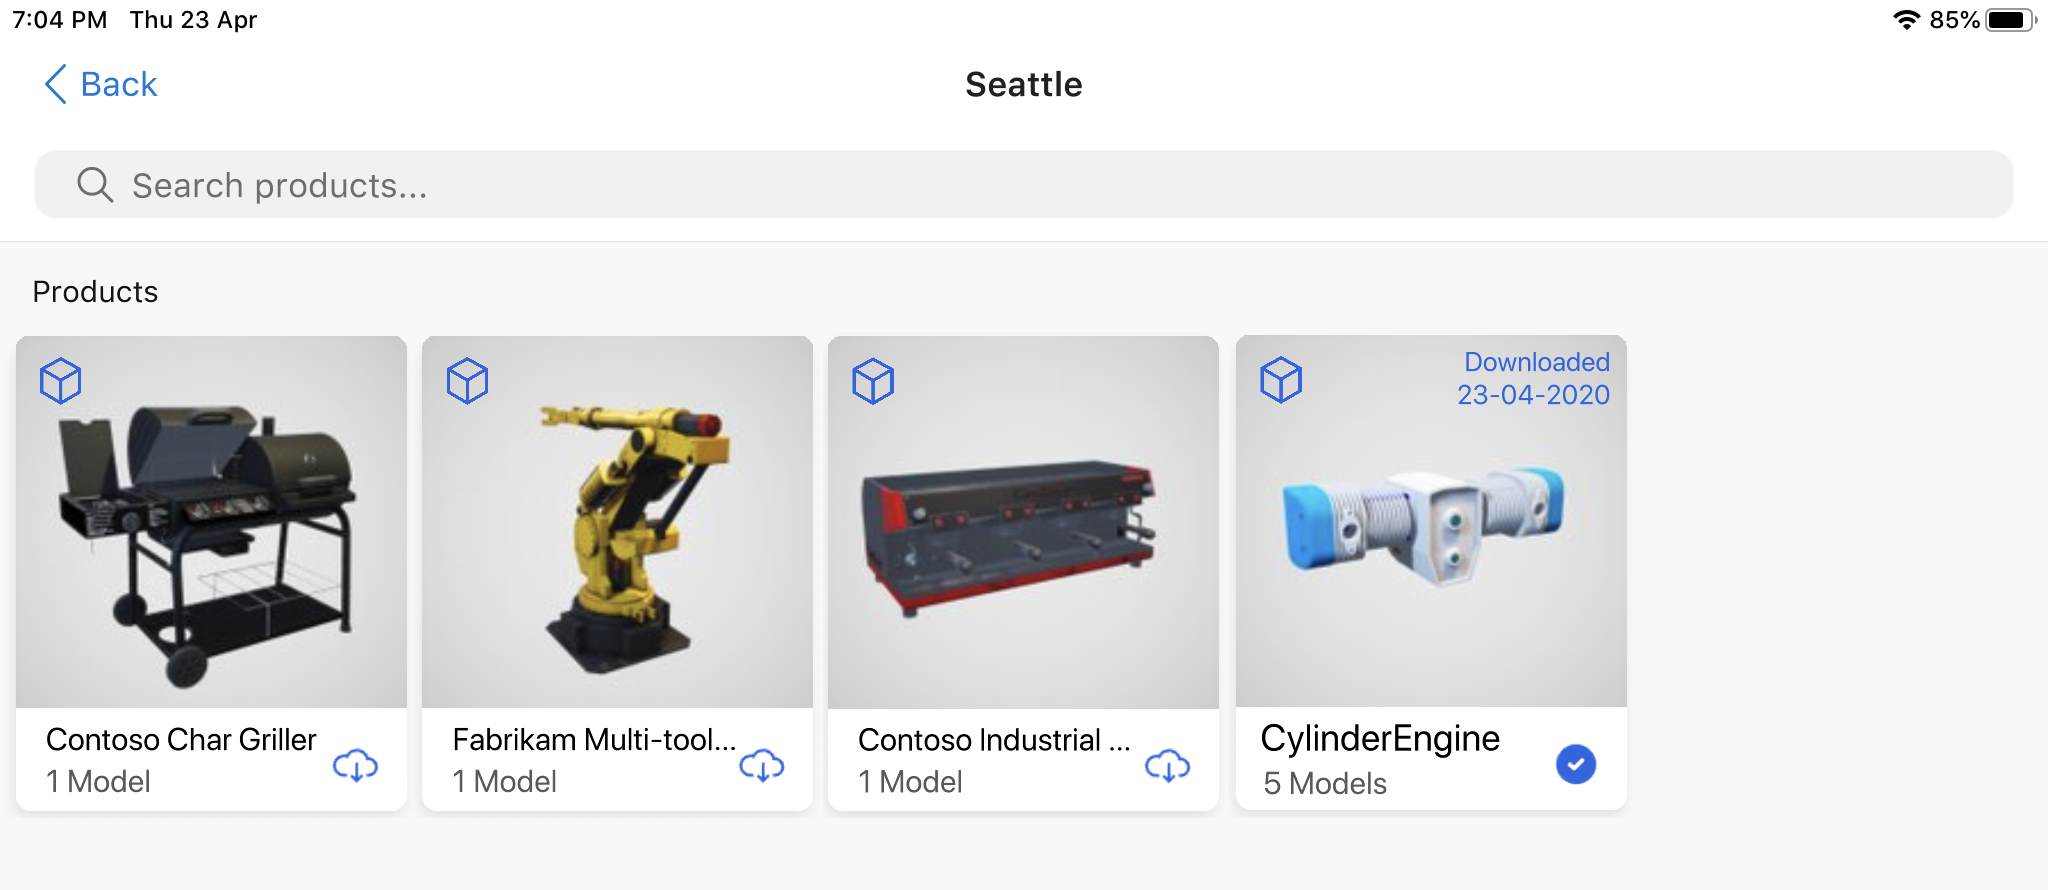 7:04 PM Thu 23 Apr 85%
Back
Seattle
Search products...
Products
Downloaded
23-04-2020
Contoso Char Griller
1 Model
Fabrikam Multi-tool...
1 Model
Contoso Industrial ...
1 Model
CylinderEngine
5 Models